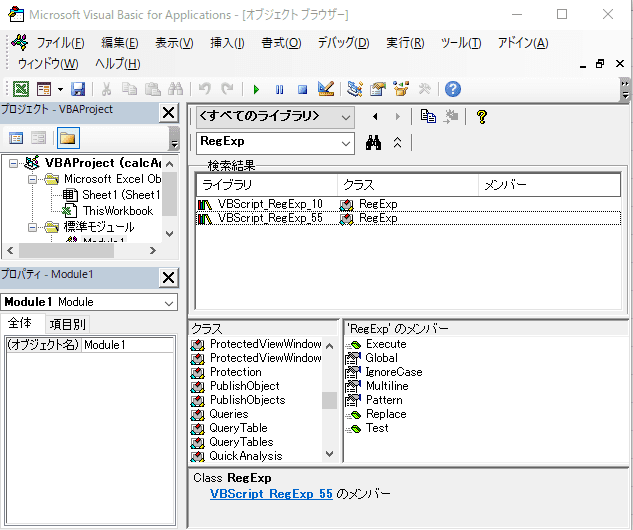 Microsoft Visual Basic for Applications - [オブジェクト ブラウザー]
ファイル(F) 編集(E) 表示(V) 挿入(I) 書式(O) デバッグ(D) 実行(R) ツール(T) アドイン(A)
ウィンドウ(W) ヘルプ(H)
プロジェクト - VBAProject
VBAProject (calcA
Microsoft Excel Ob
Sheet1 (Sheet1
ThisWorkbook
標準モジュール
Module1
プロパティ - Module1
Module1 Module
全体 項目別
(オブジェクト名) Module1
<すべてのライブラリ>
RegExp
検索結果
ライブラリ クラス メンバー
VBScript_RegExp_10 RegExp
VBScript_RegExp_55 RegExp
クラス
ProtectedViewWindow
ProtectedViewWindow
Protection
PublishObject
PublishObjects
Queries
QueryTable
QueryTables
QuickAnalysis
'RegExp' のメンバー
Execute
Global
IgnoreCase
Multiline
Pattern
Replace
Test
Class RegExp
VBScript_RegExp_55 のメンバー